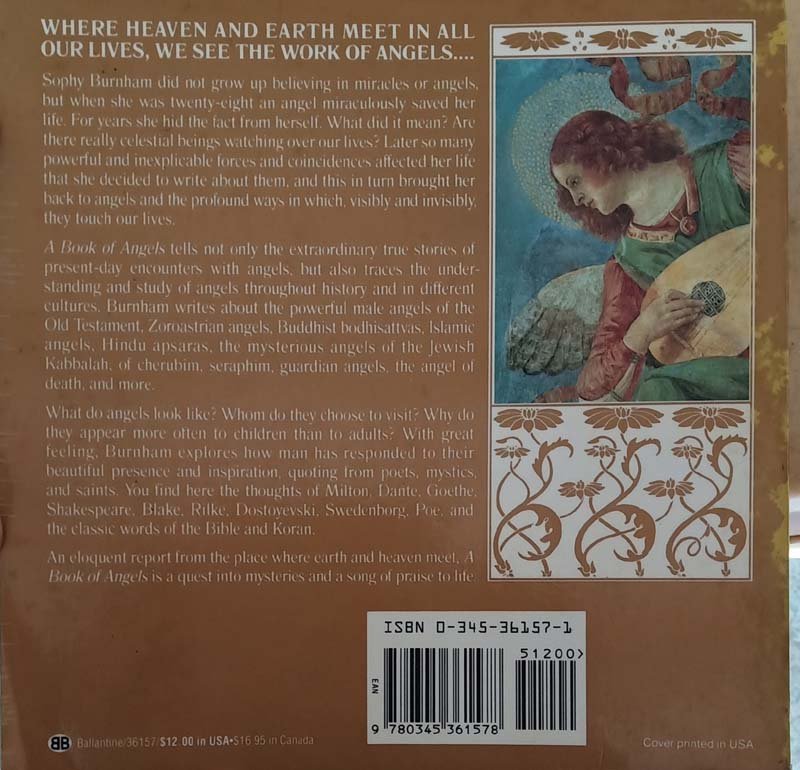 WHERE HEAVEN AND EARTH MEET IN ALL
OUR LIVES, WE SEE THE WORK OF ANGELS....
Sophy Burnham did not grow up believing in miracles or angels,
but when she was twenty-eight an angel miraculously saved her
life. For years she hid the fact from herself. What did it mean? Are
there really celestial beings watching over our lives? Later so many
powerful and inexplicable forces and coincidences affected her life
that she decided to write about them, and this in turn brought her
back to angels and the profound ways in which, visibly and invisibly,
they touch our lives.
A Book of Angels tells not only the extraordinary true stories of
present-day encounters with angels, but also traces the under-
standing and study of angels throughout history and in different
cultures. Burnham writes about the powerful male angels of the
Old Testament, Zoroastrian angels, Buddhist bodhisattvas, Islamic
angels, Hindu apsaras, the mysterious angels of the Jewish
Kabbalah, of cherubim, seraphim, guardian angels, the angel of
death, and more.
What do angels look like? Whom do they choose to visit? Why do
they appear more often to children than to adults? With great
feeling, Burnham explores how man has responded to their
beautiful presence and inspiration, quoting from poets, mystics,
and saints. You find here the thoughts of Milton, Dante, Goethe,
Shakespeare, Blake, Rilke, Dostoyevski, Swedenborg, Poe, and
the classic words of the Bible and Koran.
An eloquent report from the place where earth and heaven meet, A
Book of Angels is a quest into mysteries and a song of praise to life.
ISBN 0-345-36157-1
51200>
EAN
9 780345 361578
BB Ballantine/36157/$12.00 in USA•$16.95 in Canada
Cover printed in USA